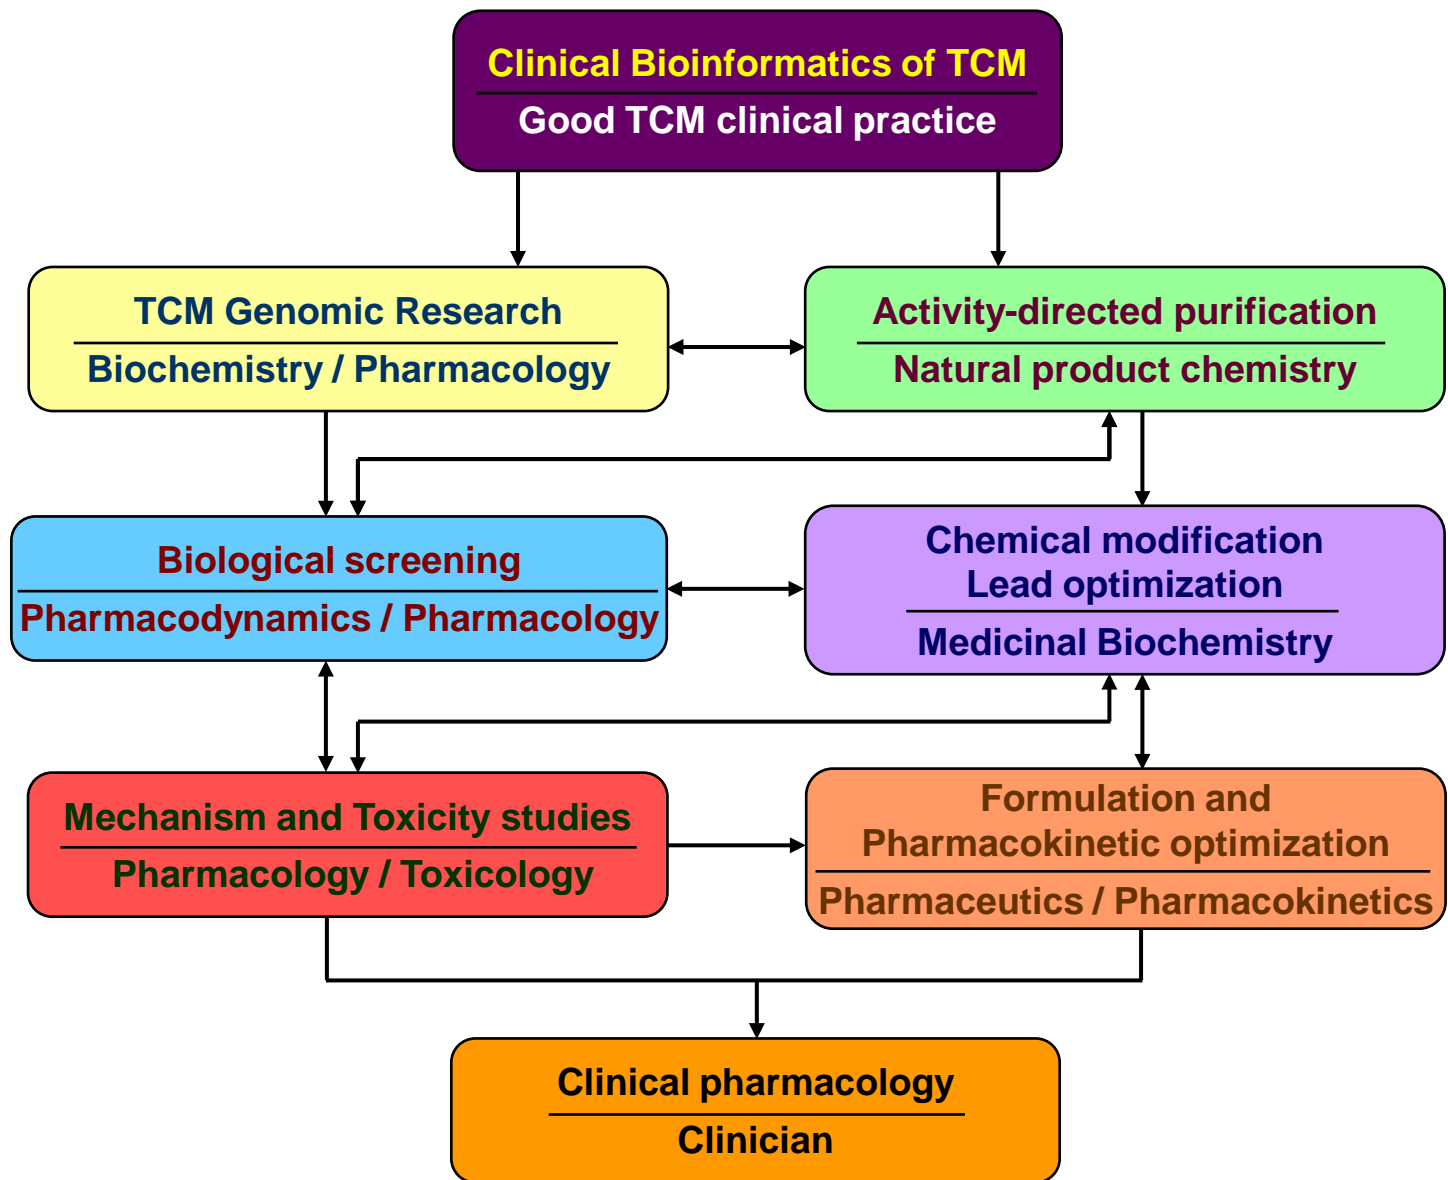 Clinical Bioinformatics of TCM
Good TCM clinical practice
TCM Genomic Research
Biochemistry / Pharmacology
Activity-directed purification
Natural product chemistry
Biological screening
Pharmacodynamics / Pharmacology
Chemical modification
Lead optimization
Medicinal Biochemistry
Mechanism and Toxicity studies
Pharmacology / Toxicology
Formulation and
Pharmacokinetic optimization
Pharmaceutics / Pharmacokinetics
Clinical pharmacology
Clinician